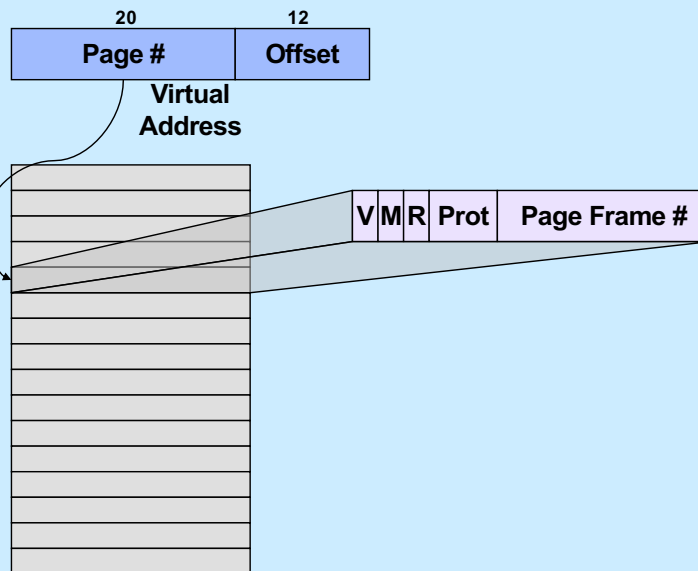 20 12
Page # Offset
Virtual
Address
V M R Prot Page Frame #